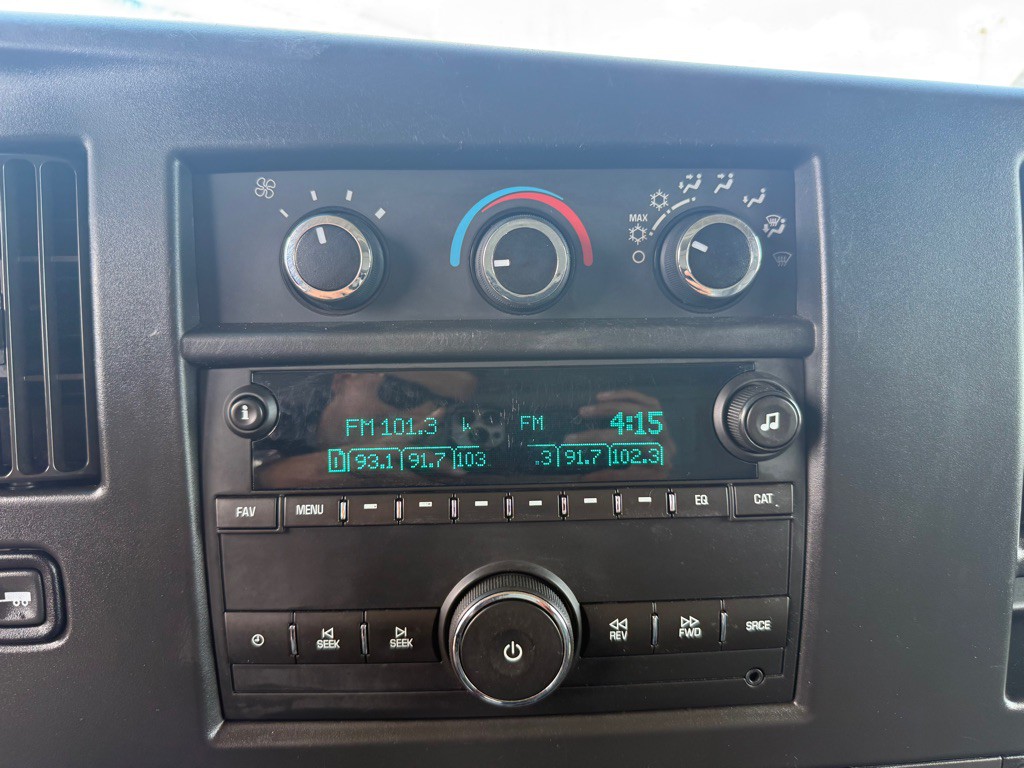 MAX
i
FM 101.3 FM 4:15
1 93.1 91.7 103 .3 91.7 102.3
FAV MENU EQ CAT
SEEK SEEK REV FWD SRCE